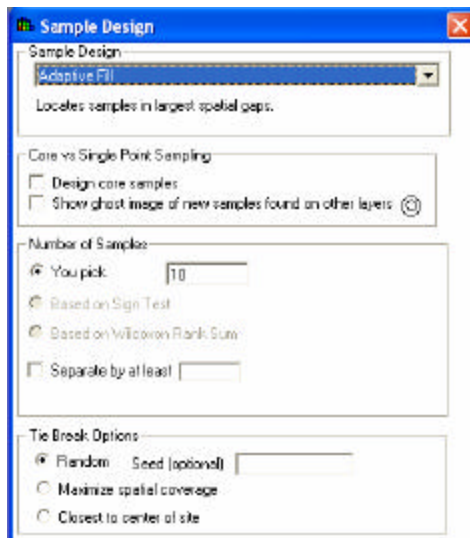 Sample Design
Sample Design
Adaptive Fill
Locates samples in largest spatial gaps.
Core vs Single Point Sampling
Design core samples
Show ghost image of new samples found on other layers
Number of Samples
You pick 10
Based on Sign Test
Based on Wilcoxon Rank Sum
Separate by at least
Tie Break Options
Random Seed (optional)
Maximize spatial coverage
Closest to center of site